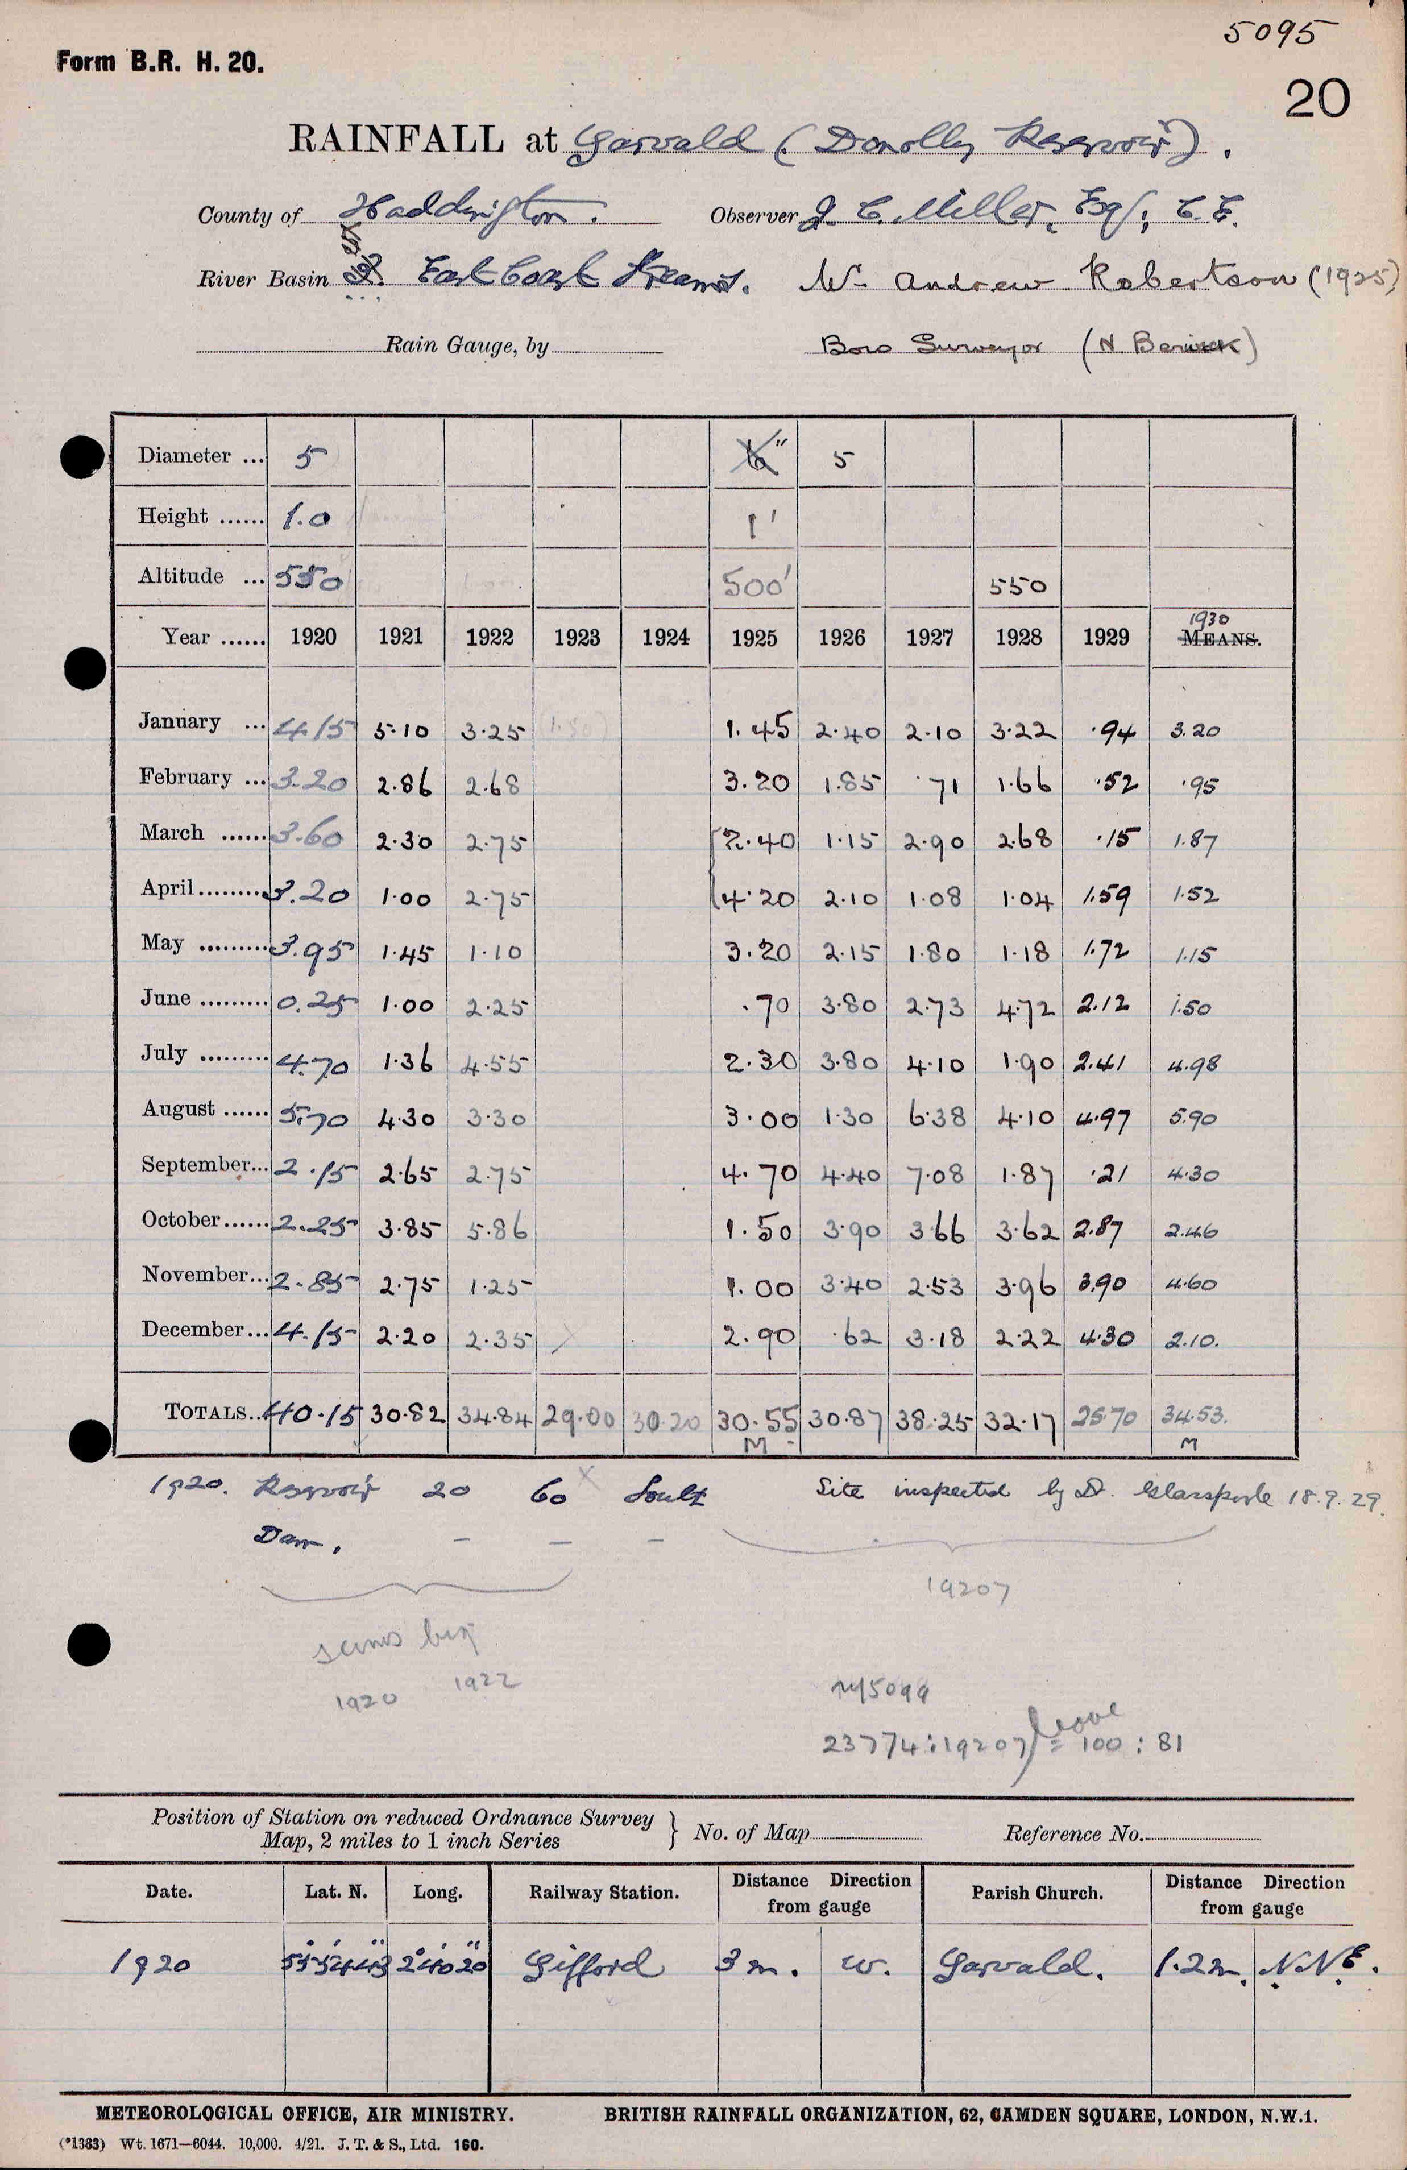 5095
Form B.R. H. 20.
20
RAINFALL at Garvald (Donolly Reservoir).
County of Haddington. Observer J. C. Miller, Esq., C. E.
River Basin East Coast Streams. Mr Andrew Robertson (1925)
Rain Gauge, by Boro Surveyor (N Berwick)
Diameter ... 5 6" 5
Height ...... 1.0 1'
Altitude ... 550 500' 550
1930
Year ...... 1920 1921 1922 1923 1924 1925 1926 1927 1928 1929 MEANS.
January ... 4.15 5.10 3.25 (1.50) 1.45 2.40 2.10 3.22 .94 3.20
February ... 3.20 2.86 2.68 3.20 1.85 .71 1.66 .52 .95
March ...... 3.60 2.30 2.75 2.40 1.15 2.90 2.68 .15 1.87
April ......... 3.20 1.00 2.75 4.20 2.10 1.08 1.04 1.59 1.52
May ......... 3.95 1.45 1.10 3.20 2.15 1.80 1.18 1.72 1.15
June ......... 0.25 1.00 2.25 .70 3.80 2.73 4.72 2.12 1.50
July ......... 4.70 1.36 4.55 2.30 3.80 4.10 1.90 2.41 4.98
August ...... 5.70 4.30 3.30 3.00 1.30 6.38 4.10 4.97 5.90
September... 2.15 2.65 2.75 4.70 4.40 7.08 1.87 .21 4.30
October...... 2.25 3.85 5.86 1.50 3.90 3.66 3.62 2.87 2.46
November... 2.85 2.75 1.25 1.00 3.40 2.53 3.96 3.90 4.60
December... 4.15 2.20 2.35 2.90 .62 3.18 2.22 4.30 2.10.
TOTALS... 40.15 30.82 34.84 29.00 30.20 30.55 30.87 38.25 32.17 25.70 34.53.
M M
1920. Reservoir 20 60 South Site inspected by Dr. Glasspoole 18.9.29.
Dam. – – –
19207
seems big
1920 1922
5099
leave
23774:19207) = 100 : 81
Position of Station on reduced Ordnance Survey
Map, 2 miles to 1 inch Series } No. of Map Reference No.
Date. Lat. N. Long. Railway Station. Distance Direction from gauge Parish Church. Distance Direction from gauge
1920 55°54'43" 2°40'20" Gifford 3 m. W. Garvald. 1.2 m. N.N.E.
METEOROLOGICAL OFFICE, AIR MINISTRY. BRITISH RAINFALL ORGANIZATION, 62, CAMDEN SQUARE, LONDON, N.W.1.
(*1383) Wt. 1671–6044. 10,000. 4/21. J. T. & S., Ltd. 160.